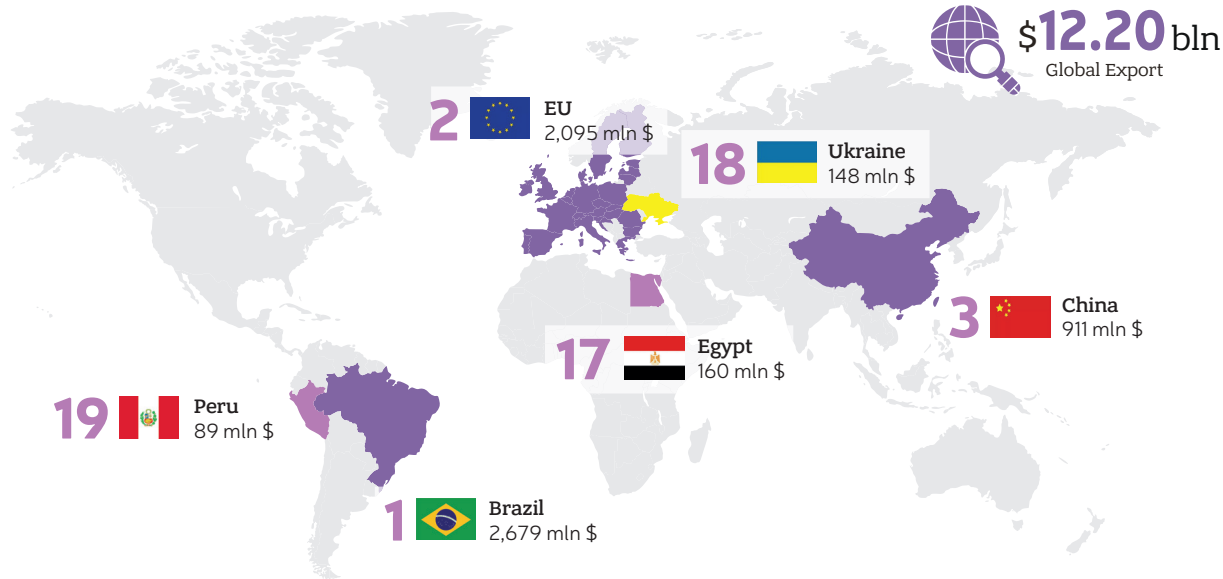 $12.20 bln
Global Export
2
EU
2,095 mln $
18
Ukraine
148 mln $
3
China
911 mln $
17
Egypt
160 mln $
19
Peru
89 mln $
1
Brazil
2,679 mln $